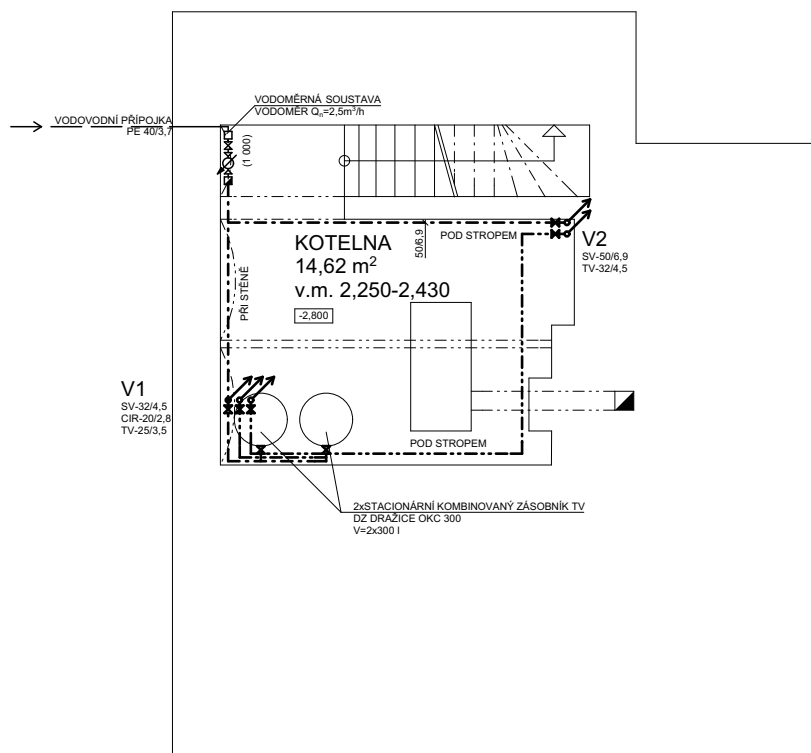 VODOMĚRNÁ SOUSTAVA
VODOMĚR Qn=2,5m³/h
VODOVODNÍ PŘÍPOJKA
PE 40/3,7
(1 000)
KOTELNA
14,62 m²
v.m. 2,250-2,430
-2,800
50/6,9
POD STROPEM
V2
SV-50/6,9
TV-32/4,5
PŘI STĚNĚ
V1
SV-32/4,5
CIR-20/2,8
TV-25/3,5
POD STROPEM
2xSTACIONÁRNÍ KOMBINOVANÝ ZÁSOBNÍK TV
DZ DRAŽICE OKC 300
V=2x300 l